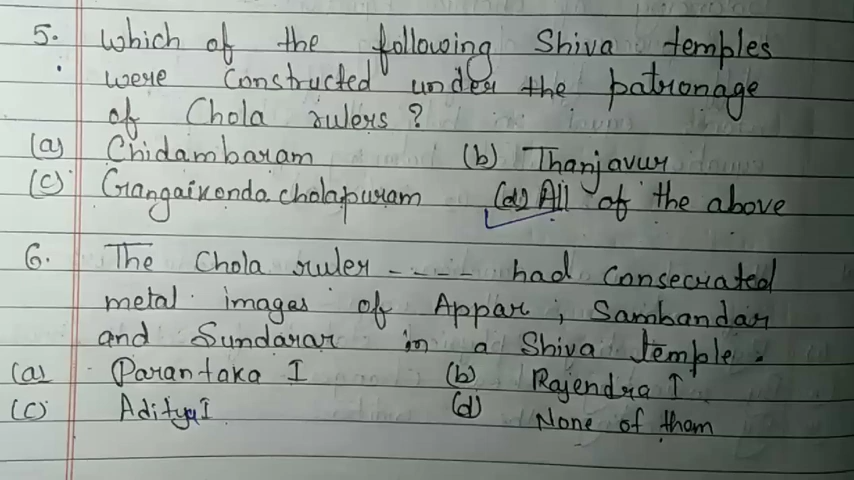 5. Which of the following Shiva temples
were constructed under the patronage
of Chola rulers ?
(a) Chidambaram (b) Thanjavur
(c) Gangaikonda cholapuram (d) All of the above
6. The Chola ruler ---- had consecrated
metal images of Appar, Sambandar
and Sundarar in a Shiva temple.
(a) Parantaka I (b) Rajendra I
(c) Aditya I (d) None of tham